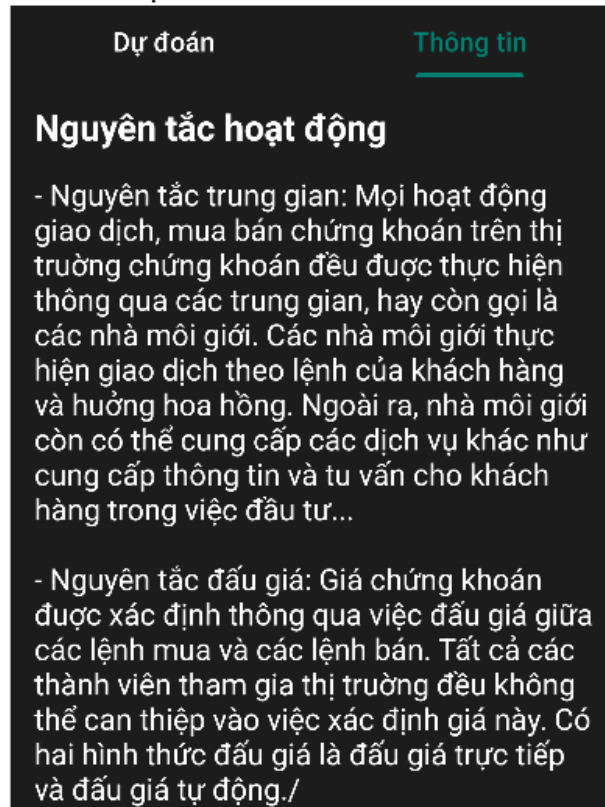 Dự đoán
Thông tin
Nguyên tắc hoạt động
- Nguyên tắc trung gian: Mọi hoạt động
giao dịch, mua bán chứng khoán trên thị
truờng chứng khoán đều đuợc thực hiện
thông qua các trung gian, hay còn gọi là
các nhà môi giới. Các nhà môi giới thực
hiện giao dịch theo lệnh của khách hàng
và huởng hoa hồng. Ngoài ra, nhà môi giới
còn có thể cung cấp các dịch vụ khác như
cung cấp thông tin và tu vấn cho khách
hàng trong việc đầu tư...
- Nguyên tắc đấu giá: Giá chứng khoán
đuợc xác định thông qua việc đấu giá giữa
các lệnh mua và các lệnh bán. Tất cả các
thành viên tham gia thị truờng đều không
thể can thiệp vào việc xác định giá này. Có
hai hình thức đấu giá là đấu giá trực tiếp
và đấu giá tự động./